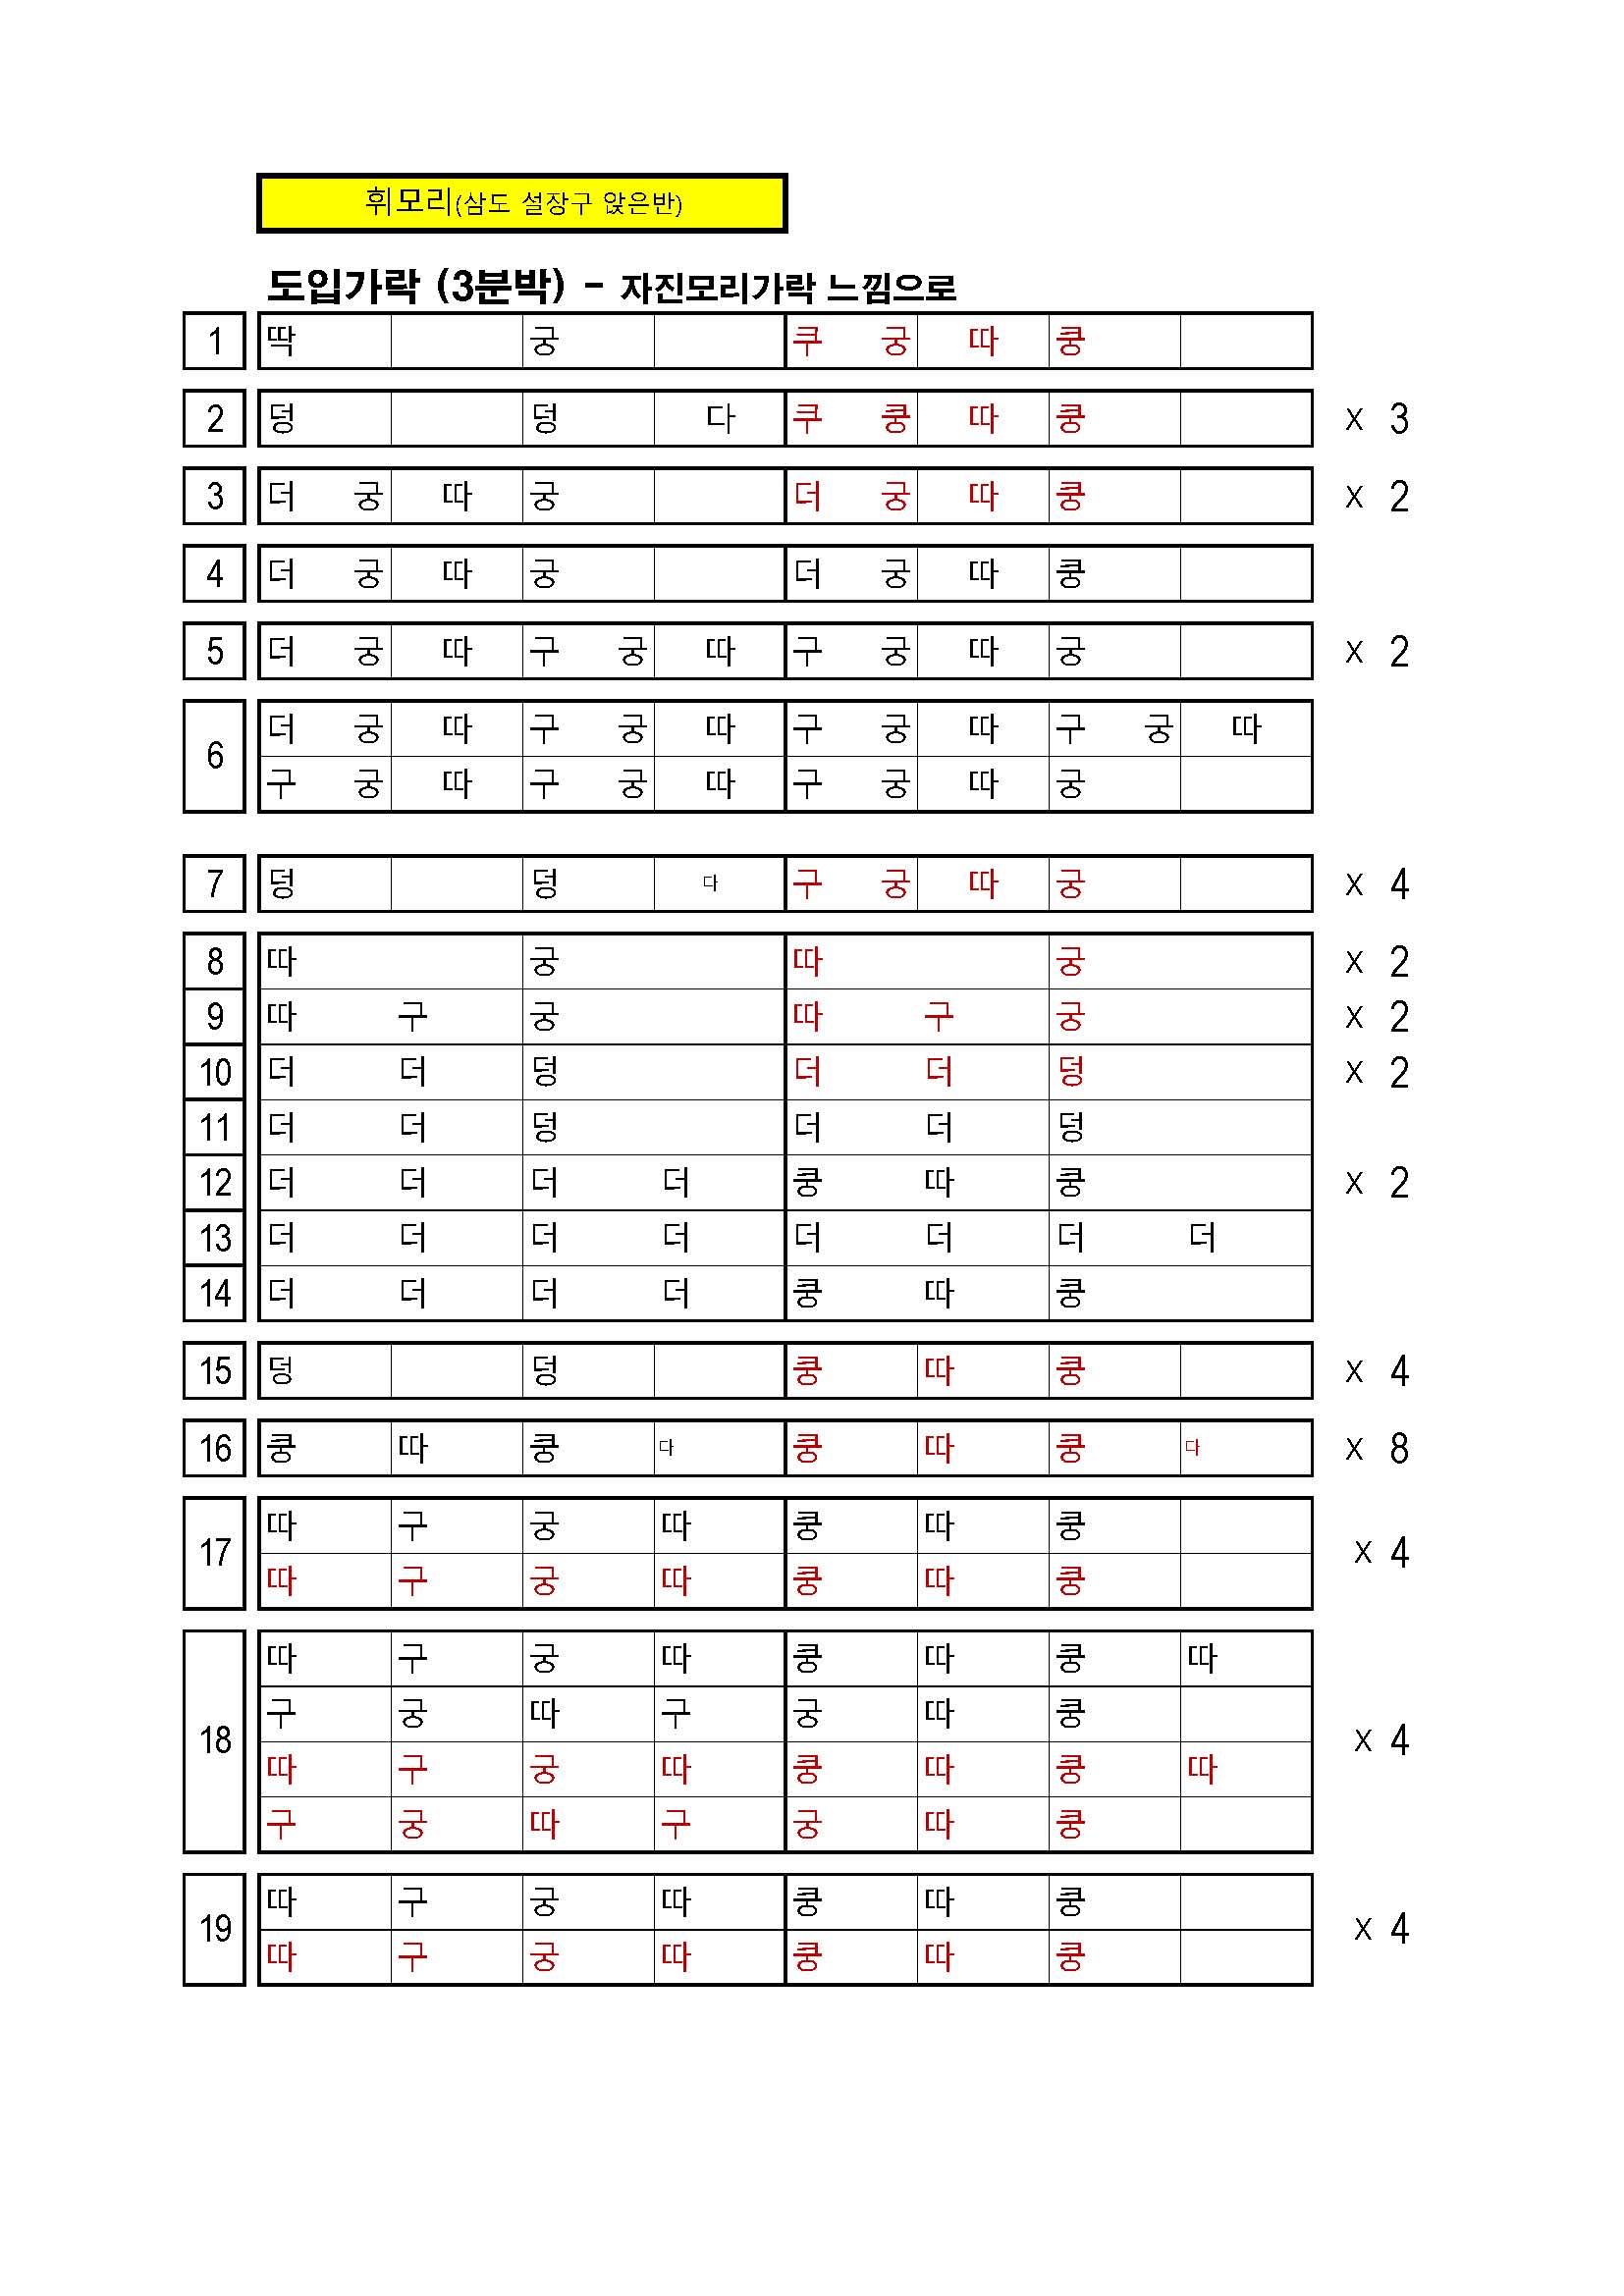 휘모리(삼도 설장구 앉은반)
도입가락 (3분박) - 자진모리가락 느낌으로
1 딱 궁 쿠 궁 따 쿵
2 덩 덩 다 쿠 쿵 따 쿵 x 3
3 더 궁 따 궁 더 궁 따 쿵 x 2
4 더 궁 따 궁 더 궁 따 쿵
5 더 궁 따 구 궁 따 구 궁 따 궁 x 2
6 더 궁 따 구 궁 따 구 궁 따 구 궁 따
구 궁 따 구 궁 따 구 궁 따 궁
7 덩 덩 다 구 궁 따 궁 x 4
8 따 궁 따 궁 x 2
9 따 구 궁 따 구 궁 x 2
10 더 더 덩 더 더 덩 x 2
11 더 더 덩 더 더 덩
12 더 더 더 더 쿵 따 쿵 x 2
13 더 더 더 더 더 더 더 더
14 더 더 더 더 쿵 따 쿵
15 덩 덩 쿵 따 쿵 x 4
16 쿵 따 쿵 다 쿵 따 쿵 다 x 8
17 따 구 궁 따 쿵 따 쿵 x 4
따 구 궁 따 쿵 따 쿵
18 따 구 궁 따 쿵 따 쿵 따 x 4
구 궁 따 구 궁 따 쿵
따 구 궁 따 쿵 따 쿵 따
구 궁 따 구 궁 따 쿵
19 따 구 궁 따 쿵 따 쿵 x 4
따 구 궁 따 쿵 따 쿵